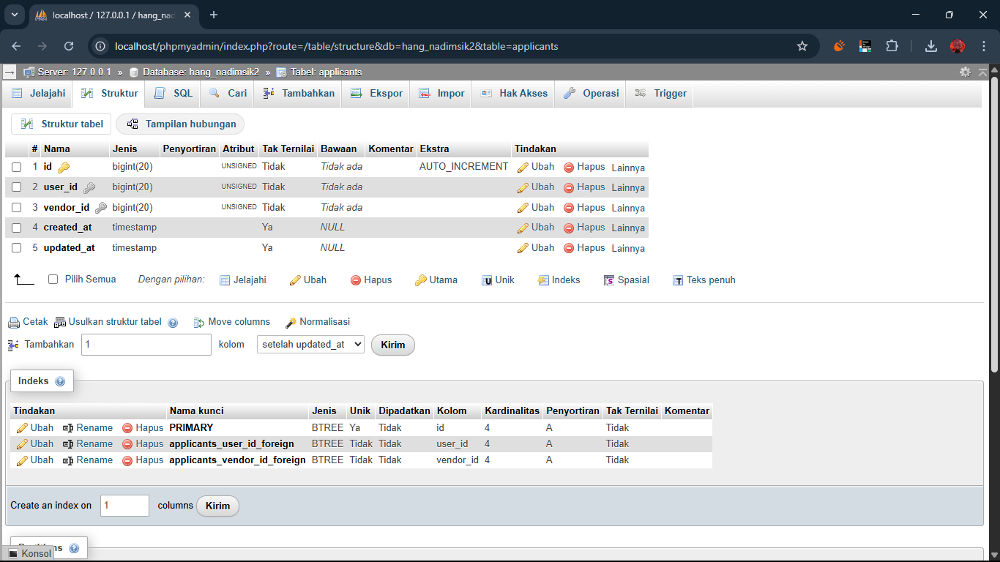 localhost / 127.0.0.1 / hang_nad
localhost/phpmyadmin/index.php?route=/table/structure&db=hang_nadimsik2&table=applicants
Server: 127.0.0.1 » Database: hang_nadimsik2 » Tabel: applicants
Jelajahi Struktur SQL Cari Tambahkan Ekspor Impor Hak Akses Operasi Trigger
Struktur tabel Tampilan hubungan
# Nama Jenis Penyortiran Atribut Tak Ternilai Bawaan Komentar Ekstra Tindakan
1 id bigint(20) UNSIGNED Tidak Tidak ada AUTO_INCREMENT Ubah Hapus Lainnya
2 user_id bigint(20) UNSIGNED Tidak Tidak ada Ubah Hapus Lainnya
3 vendor_id bigint(20) UNSIGNED Tidak Tidak ada Ubah Hapus Lainnya
4 created_at timestamp Ya NULL Ubah Hapus Lainnya
5 updated_at timestamp Ya NULL Ubah Hapus Lainnya
Pilih Semua Dengan pilihan: Jelajahi Ubah Hapus Utama Unik Indeks Spasial Teks penuh
Cetak Usulkan struktur tabel Move columns Normalisasi
Tambahkan 1 kolom setelah updated_at Kirim
Indeks
Tindakan Nama kunci Jenis Unik Dipadatkan Kolom Kardinalitas Penyortiran Tak Ternilai Komentar
Ubah Rename Hapus PRIMARY BTREE Ya Tidak id 4 A Tidak
Ubah Rename Hapus applicants_user_id_foreign BTREE Tidak Tidak user_id 4 A Tidak
Ubah Rename Hapus applicants_vendor_id_foreign BTREE Tidak Tidak vendor_id 4 A Tidak
Create an index on 1 columns Kirim
Konsol